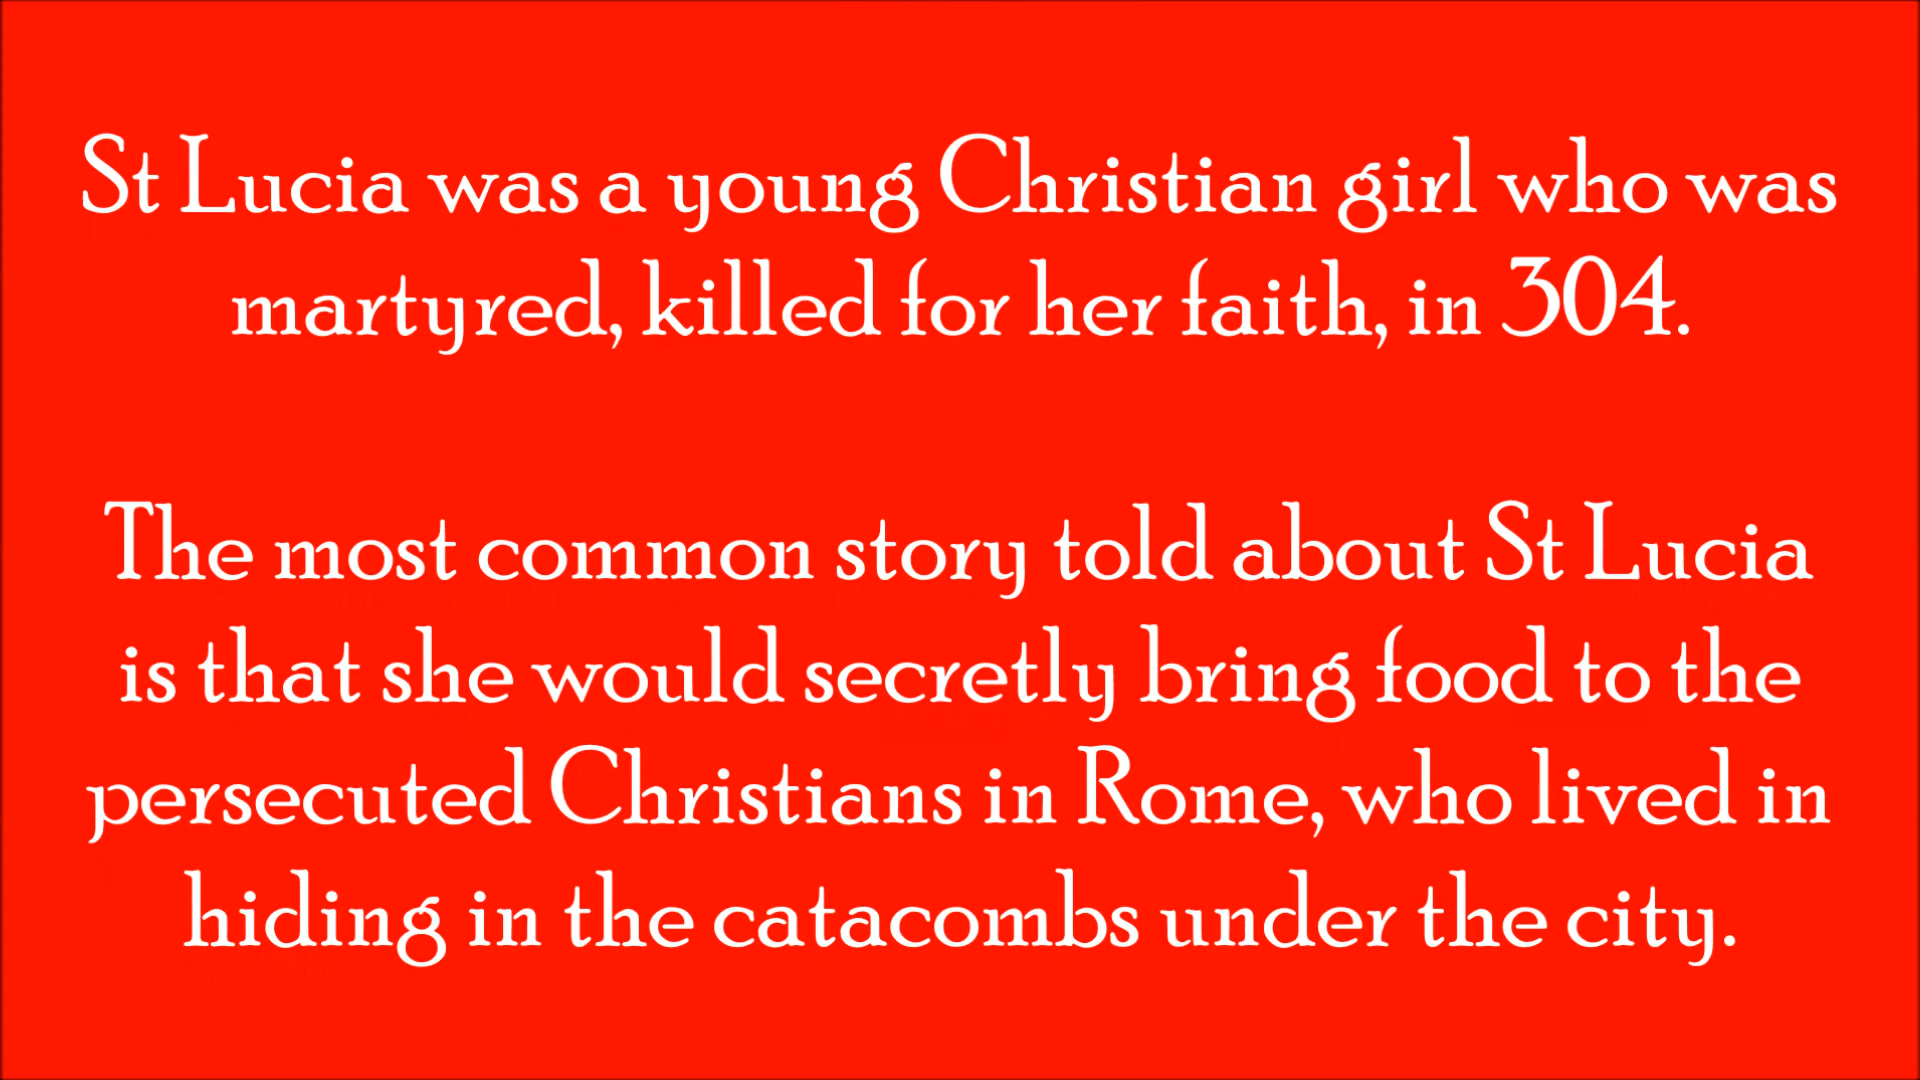 St Lucia was a young Christian girl who was
martyred, killed for her faith, in 304.
The most common story told about St Lucia
is that she would secretly bring food to the
persecuted Christians in Rome, who lived in
hiding in the catacombs under the city.